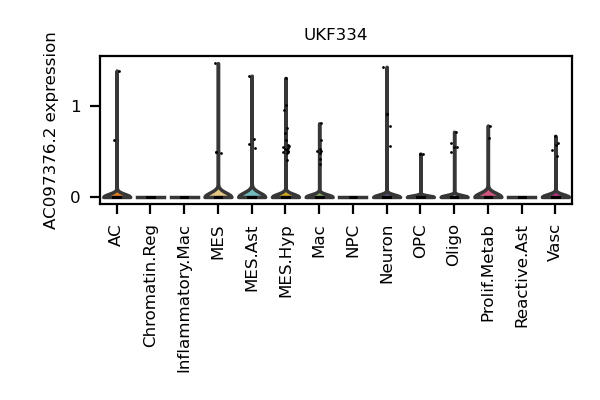 UKF334
AC097376.2 expression
1
0
AC
Chromatin.Reg
Inflammatory.Mac
MES
MES.Ast
MES.Hyp
Mac
NPC
Neuron
OPC
Oligo
Prolif.Metab
Reactive.Ast
Vasc